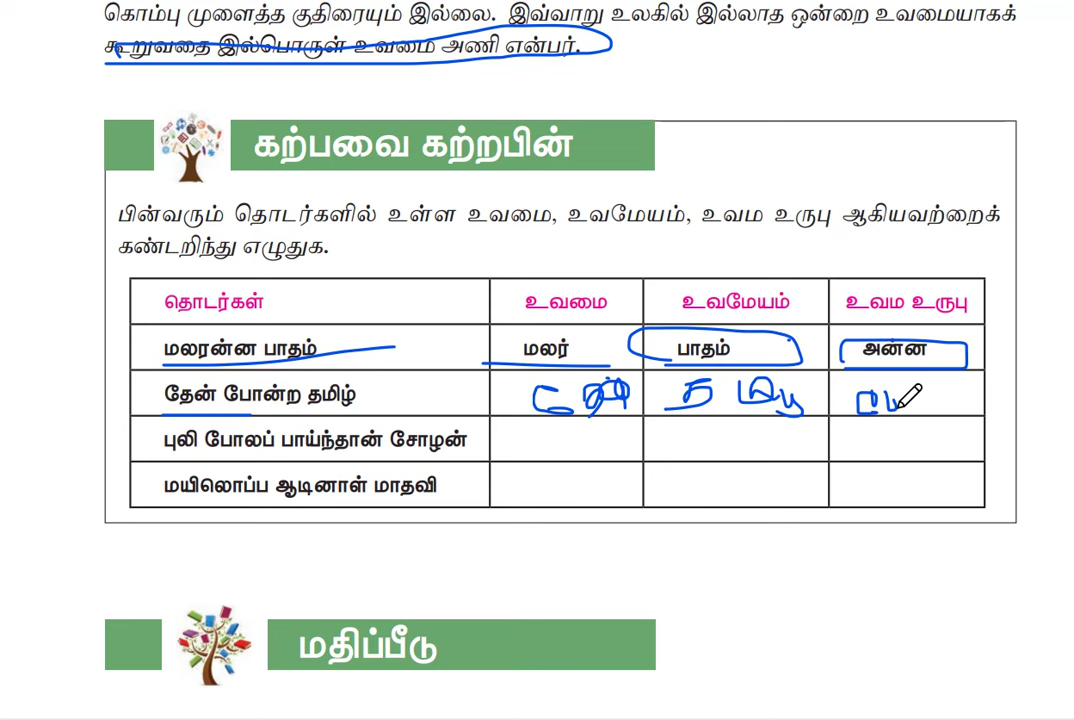 கொம்பு முளைத்த குதிரையும் இல்லை. இவ்வாறு உலகில் இல்லாத ஒன்றை உவமையாகக்
கூறுவதை இல்பொருள் உவமை அணி என்பர்.
கற்பவை கற்றபின்
பின்வரும் தொடர்களில் உள்ள உவமை, உவமேயம், உவம உருபு ஆகியவற்றைக்
கண்டறிந்து எழுதுக.
தொடர்கள் உவமை உவமேயம் உவம உருபு
மலரன்ன பாதம் மலர் பாதம் அன்ன
தேன் போன்ற தமிழ் தேன் தமிழ்
புலி போலப் பாய்ந்தான் சோழன்
மயிலொப்ப ஆடினாள் மாதவி
மதிப்பீடு